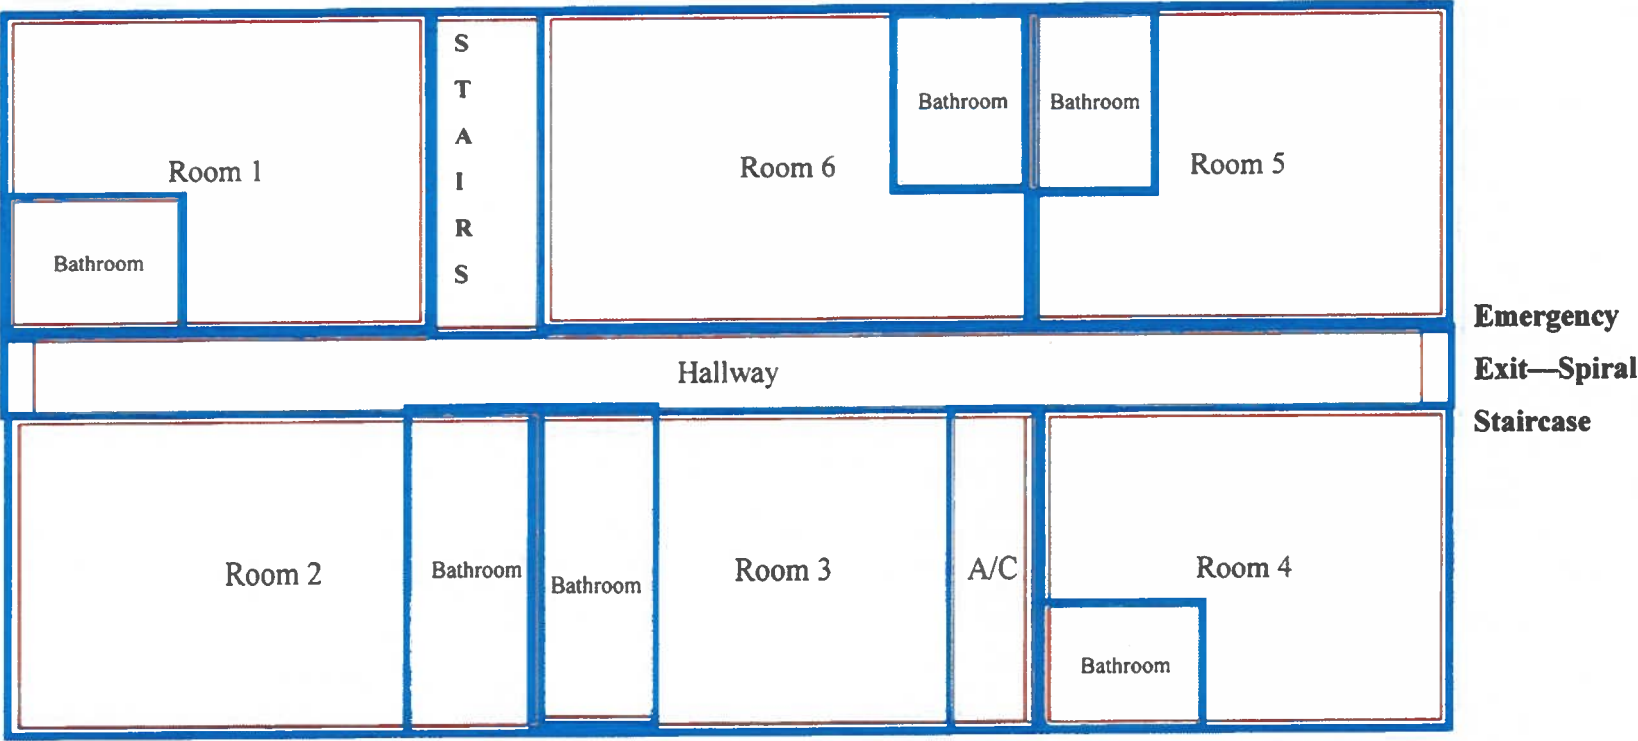 S
T
A
I
R
S
Bathroom
Bathroom
Room 1
Room 6
Room 5
Bathroom
Hallway
Emergency
Exit—Spiral
Staircase
Room 2
Bathroom
Bathroom
Room 3
A/C
Room 4
Bathroom